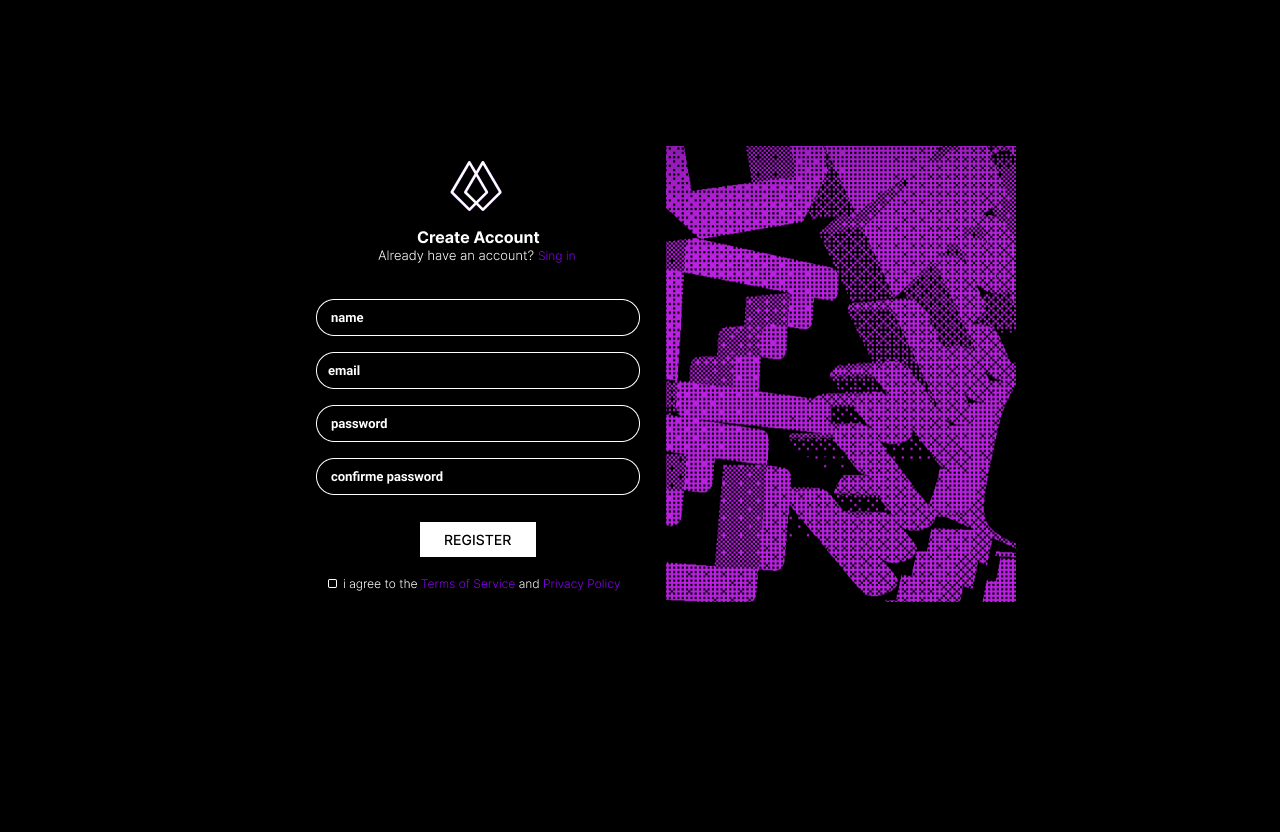 Create Account
Already have an account? Sing in
name
email
password
confirme password
REGISTER
i agree to the Terms of Service and Privacy Policy